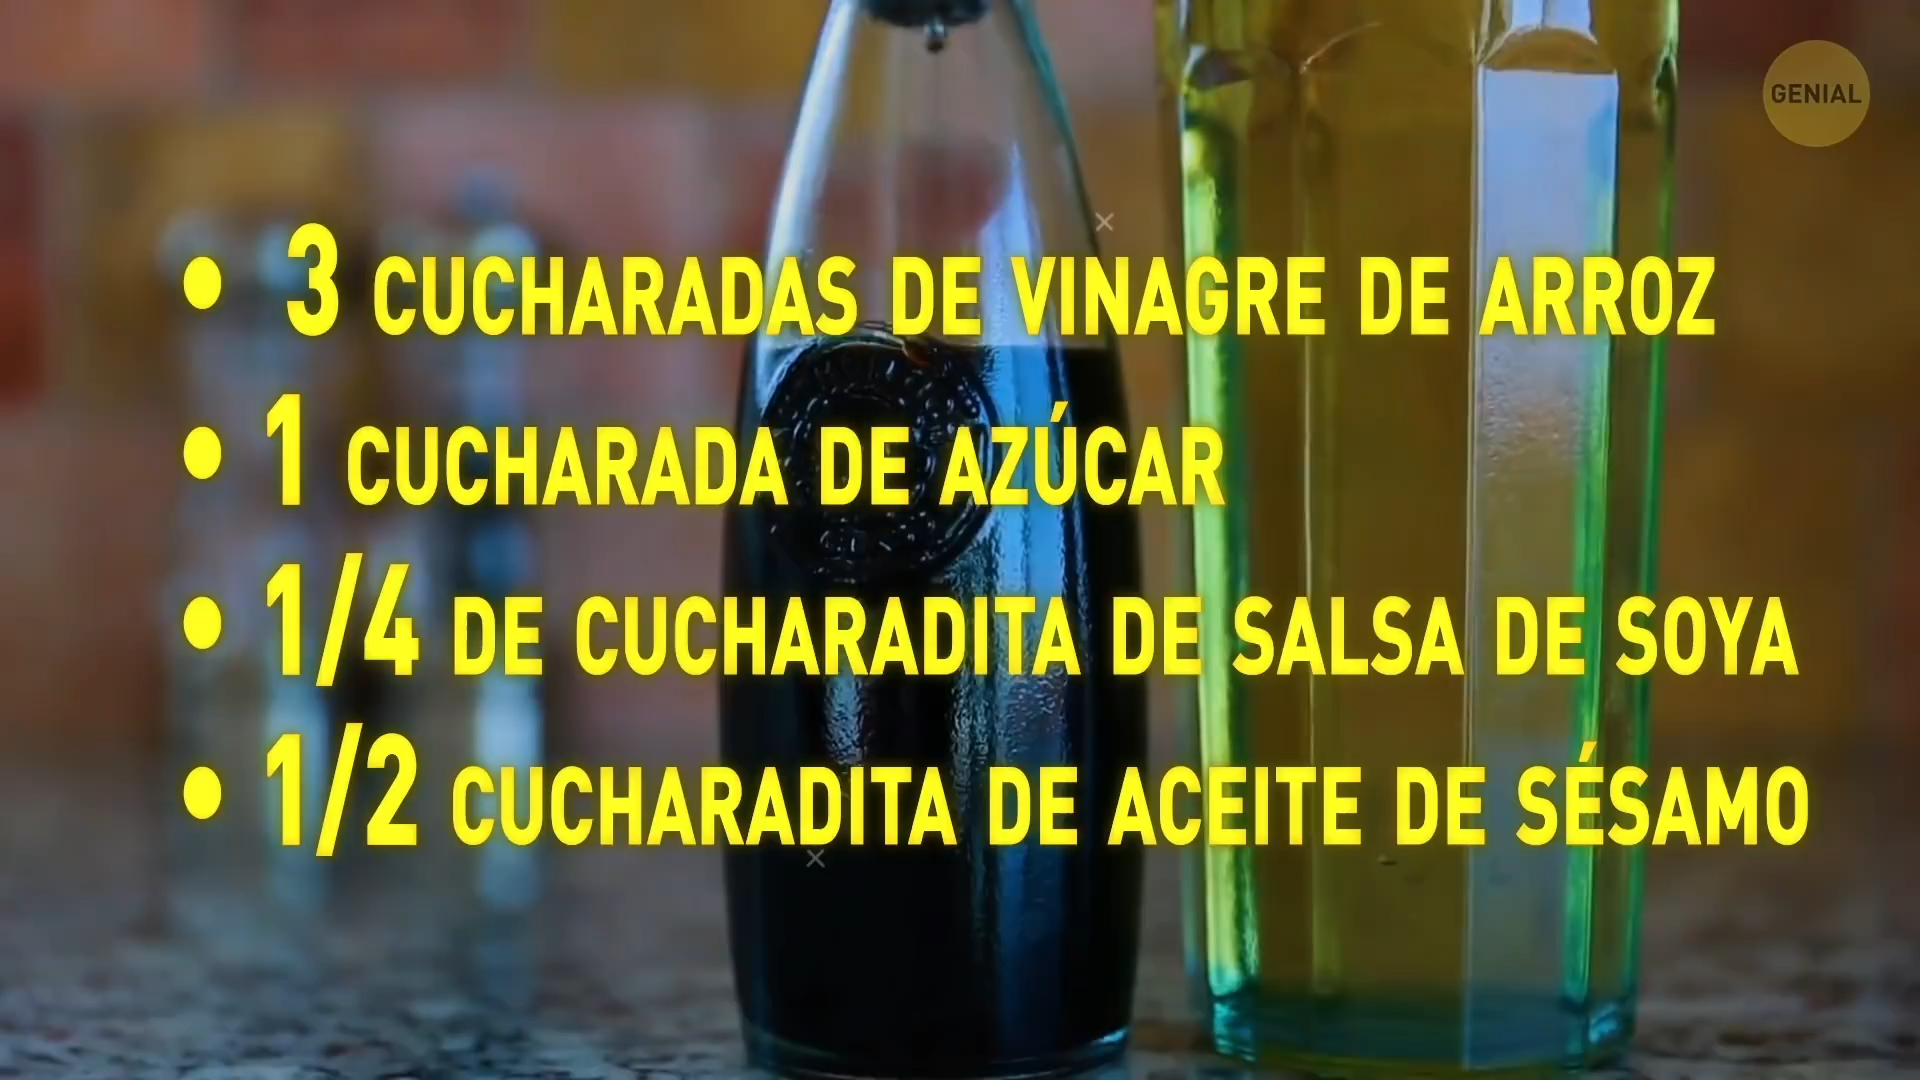 GENIAL
• 3 CUCHARADAS DE VINAGRE DE ARROZ
• 1 CUCHARADA DE AZÚCAR
• 1/4 DE CUCHARADITA DE SALSA DE SOYA
• 1/2 CUCHARADITA DE ACEITE DE SÉSAMO